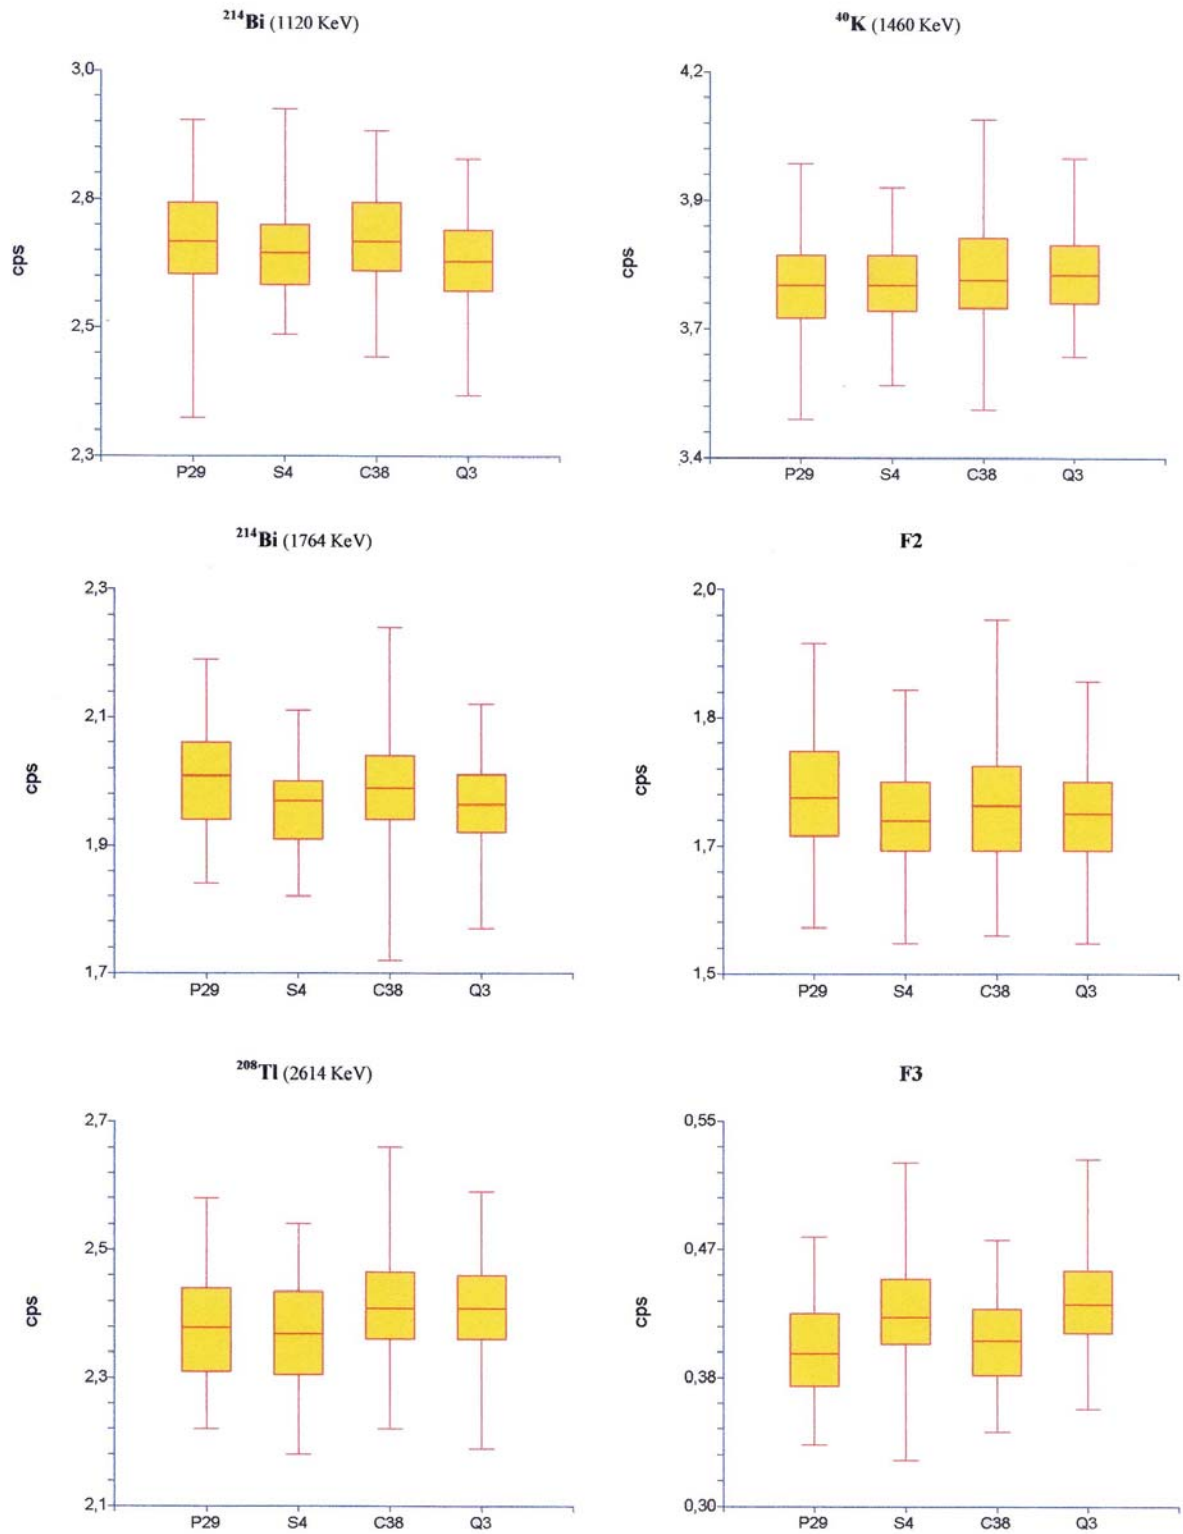 ²¹⁴Bi (1120 KeV)
3,0
2,8
2,5
2,3
cps
P29 S4 C38 Q3
⁴⁰K (1460 KeV)
4,2
3,9
3,7
3,4
cps
P29 S4 C38 Q3
²¹⁴Bi (1764 KeV)
2,3
2,1
1,9
1,7
cps
P29 S4 C38 Q3
F2
2,0
1,8
1,7
1,5
cps
P29 S4 C38 Q3
²⁰⁸Tl (2614 KeV)
2,7
2,5
2,3
2,1
cps
P29 S4 C38 Q3
F3
0,55
0,47
0,38
0,30
cps
P29 S4 C38 Q3